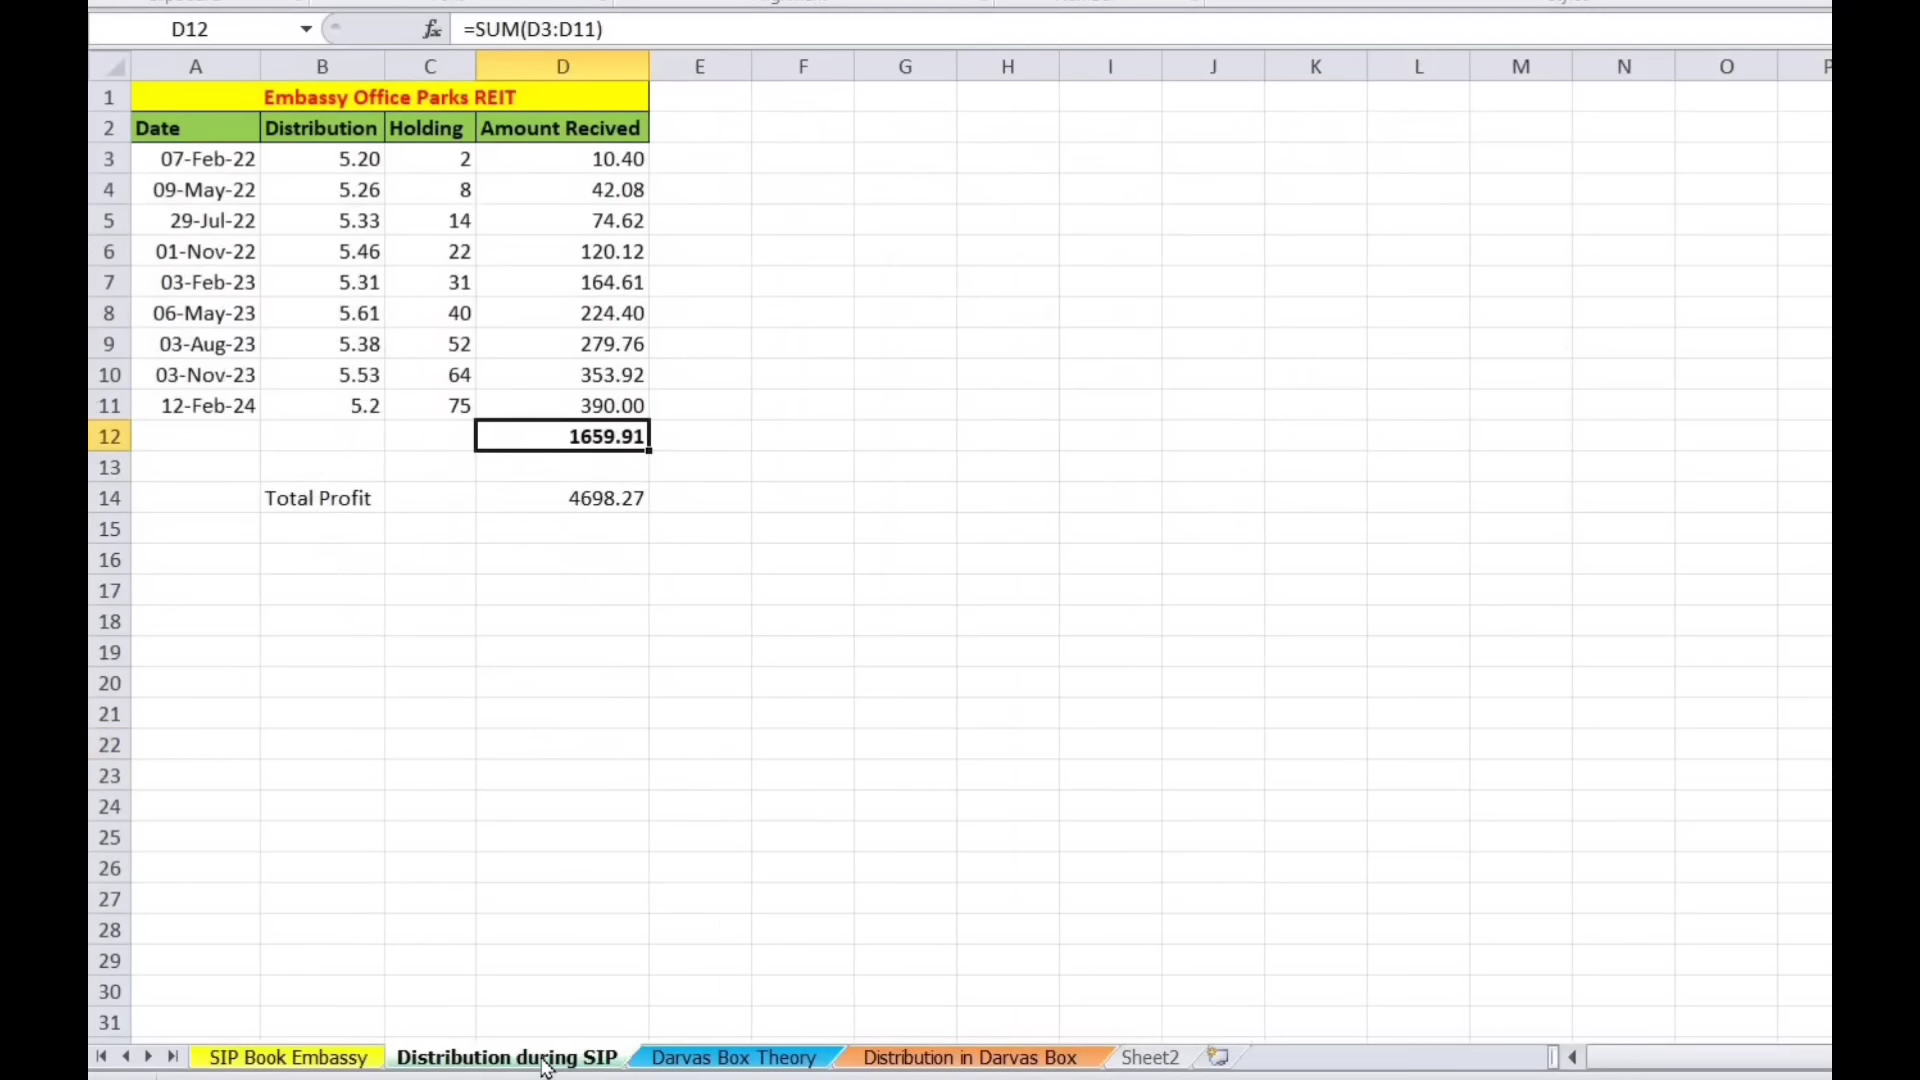 D12 fx =SUM(D3:D11)
A B C D E F G H I J K L M N O P
1 Embassy Office Parks REIT
2 Date Distribution Holding Amount Recived
3 07-Feb-22 5.20 2 10.40
4 09-May-22 5.26 8 42.08
5 29-Jul-22 5.33 14 74.62
6 01-Nov-22 5.46 22 120.12
7 03-Feb-23 5.31 31 164.61
8 06-May-23 5.61 40 224.40
9 03-Aug-23 5.38 52 279.76
10 03-Nov-23 5.53 64 353.92
11 12-Feb-24 5.2 75 390.00
12 1659.91
13
14 Total Profit 4698.27
15
16
17
18
19
20
21
22
23
24
25
26
27
28
29
30
31
SIP Book Embassy Distribution during SIP Darvas Box Theory Distribution in Darvas Box Sheet2